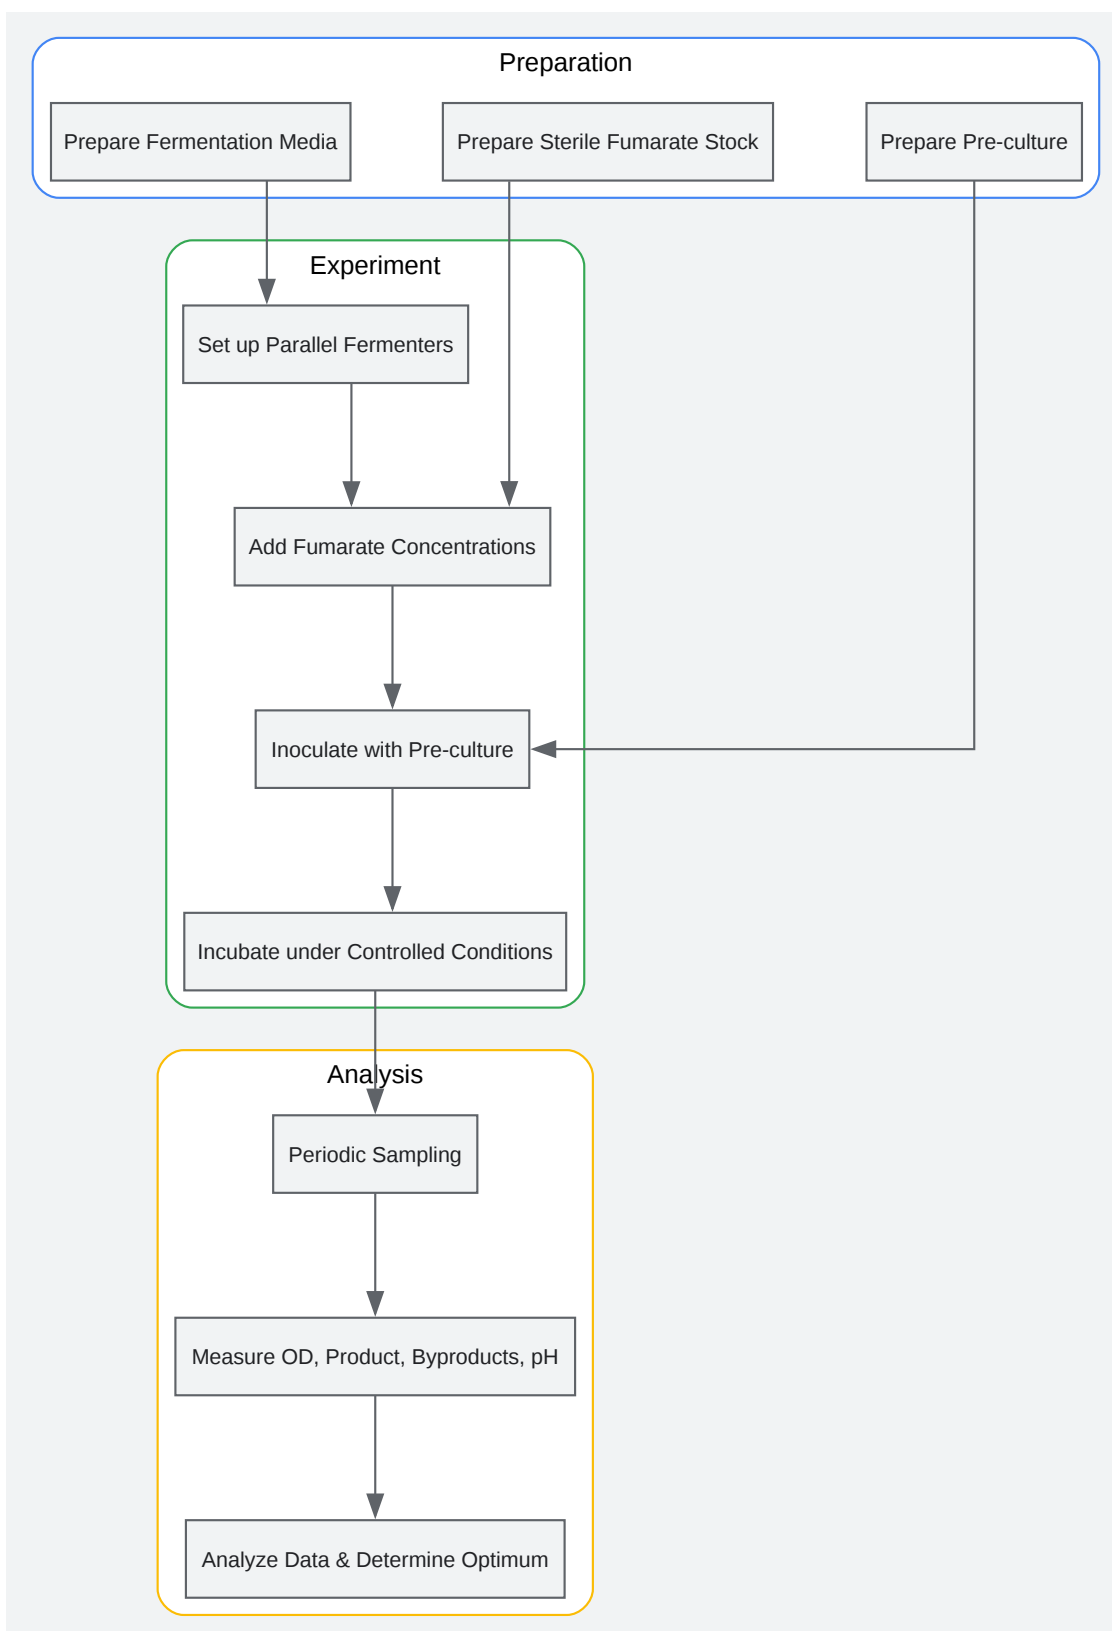 Preparation
Prepare Fermentation Media
Prepare Sterile Fumarate Stock
Prepare Pre-culture
Experiment
Set up Parallel Fermenters
Add Fumarate Concentrations
Inoculate with Pre-culture
Incubate under Controlled Conditions
Analysis
Periodic Sampling
Measure OD, Product, Byproducts, pH
Analyze Data & Determine Optimum